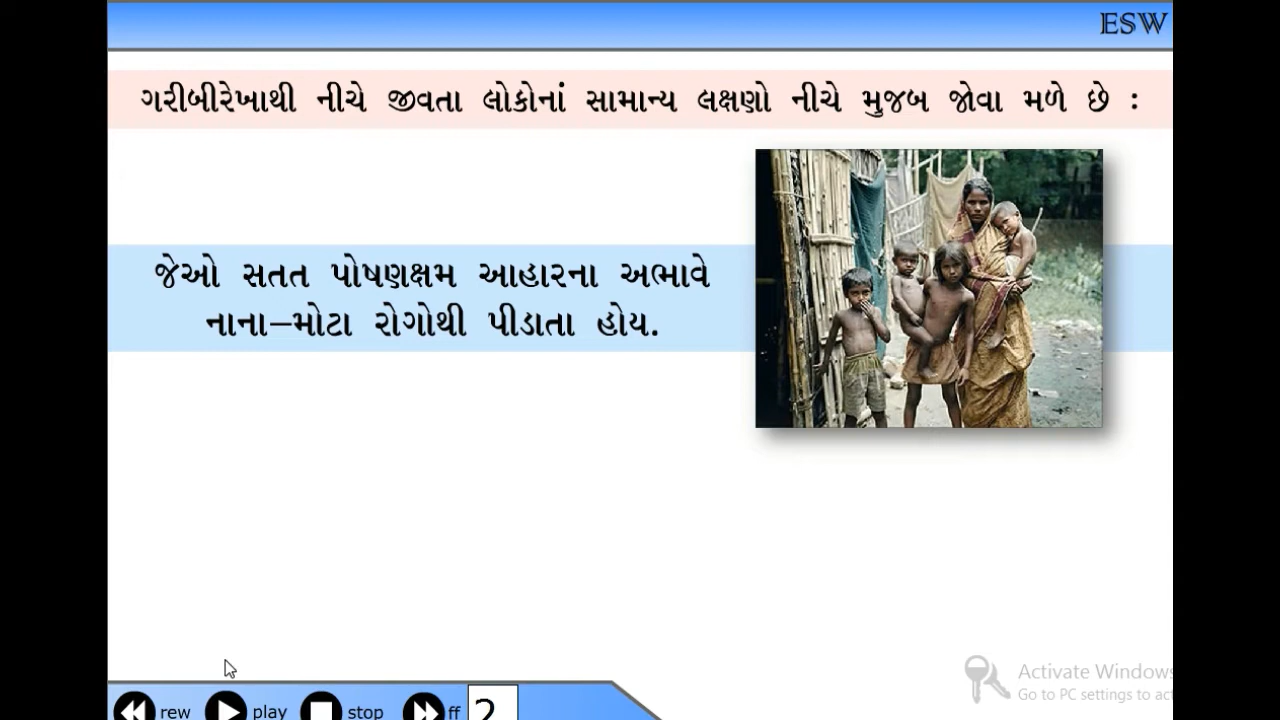 ESW
ગરીબીરેખાથી નીચે જીવતા લોકોનાં સામાન્ય લક્ષણો નીચે મુજબ જોવા મળે છે :
જેઓ સતત પોષણક્ષમ આહારના અભાવે
નાના–મોટા રોગોથી પીડાતા હોય.
Activate Windows
Go to PC settings to
rew play stop ff 2